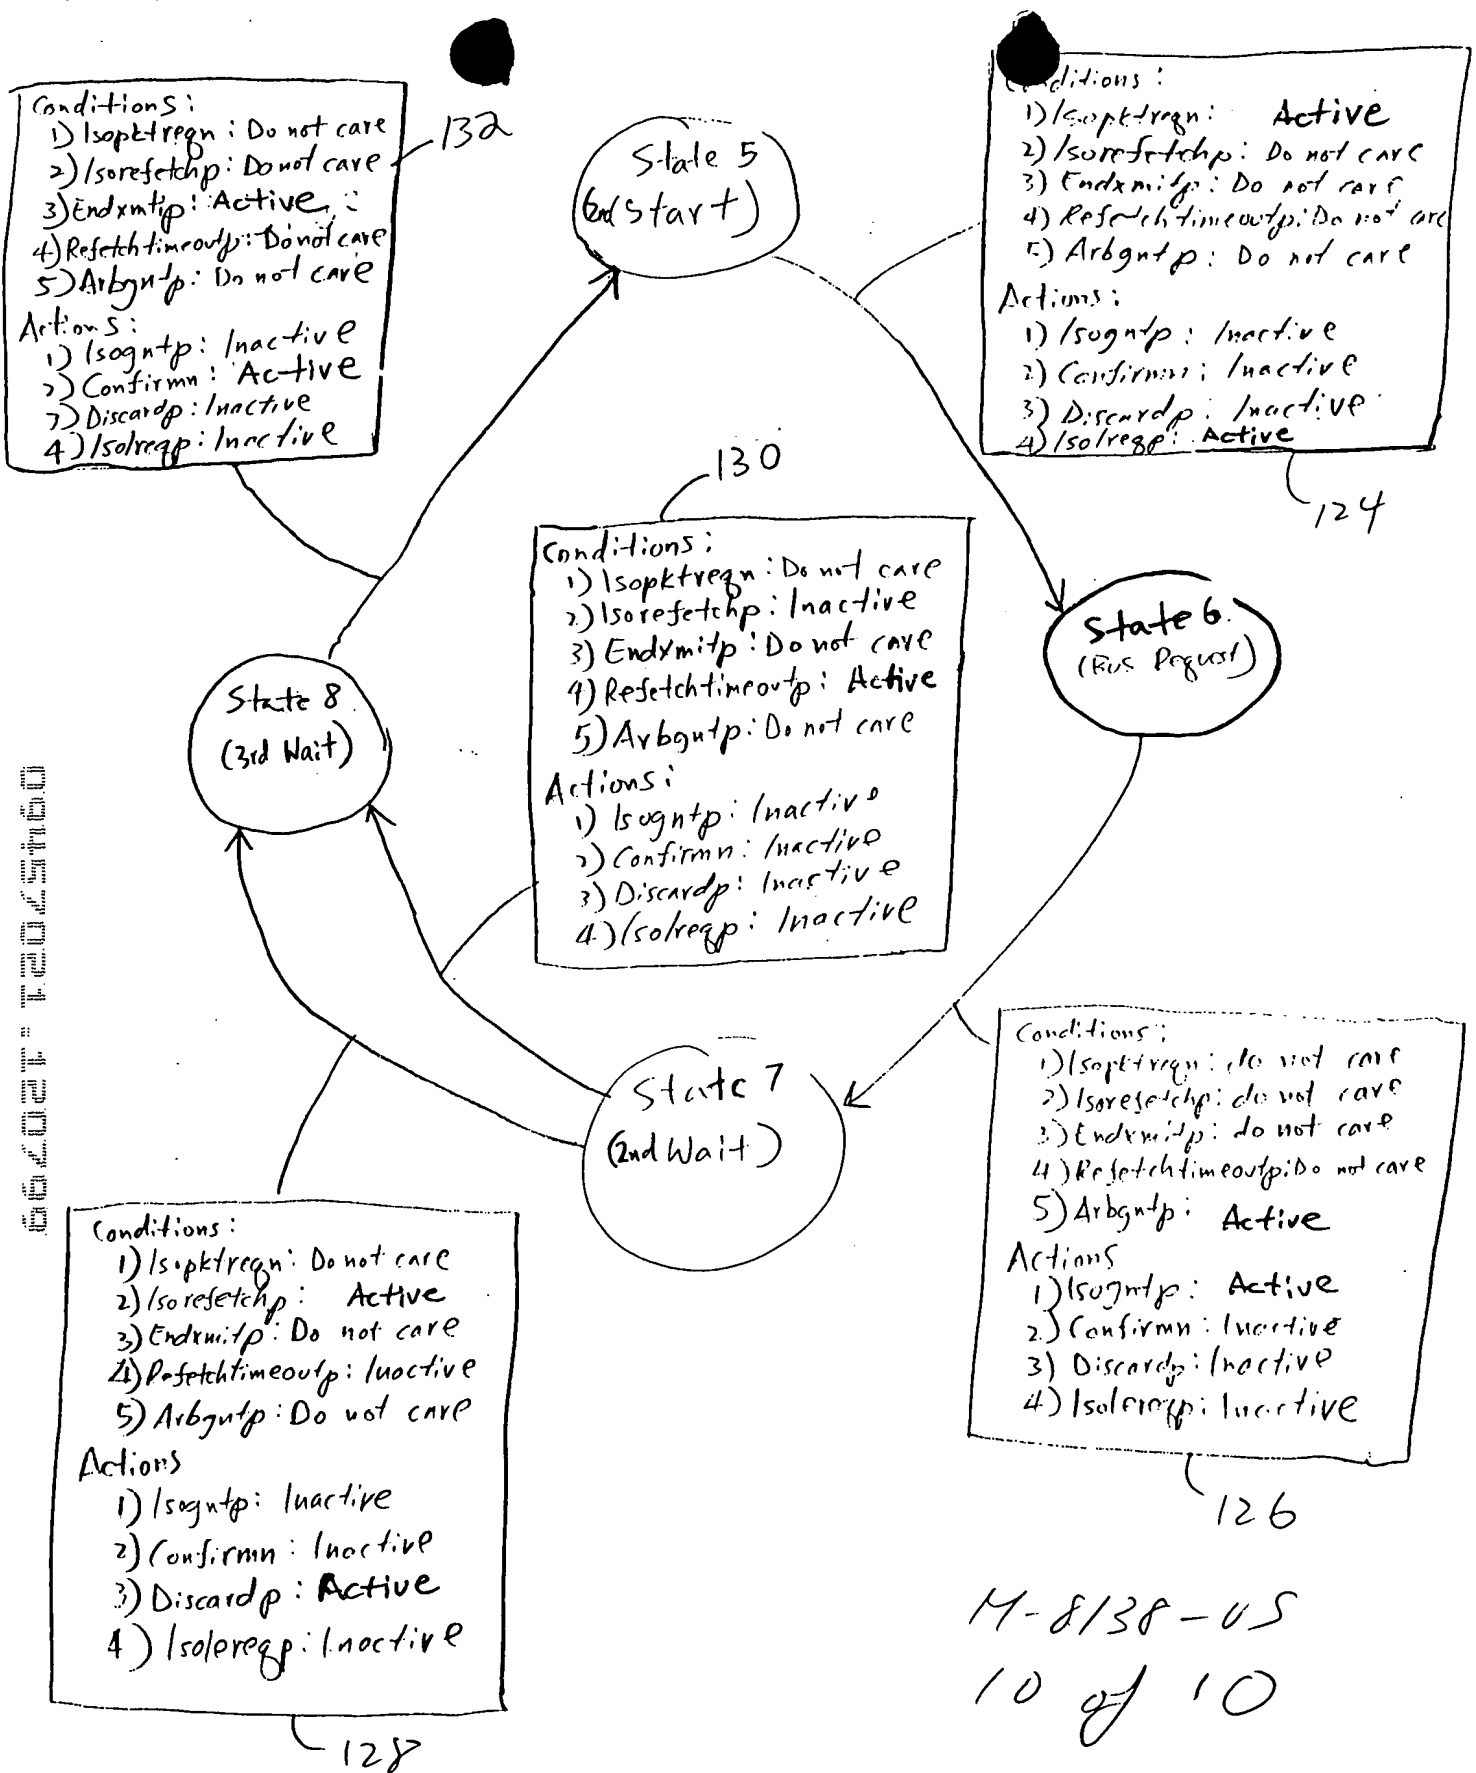 Conditions:
1) Isopktreqn: Do not care
2) Isorefetchp: Do not care
3) Endxmtip: Active
4) Refetchtimeoutp: Do not care
5) Arbgntp: Do not care
Actions:
1) Isogntp: Inactive
2) Confirmn: Active
3) Discardp: Inactive
4) Isolreqp: Inactive
132
State 5
(2nd Start)
Conditions:
1) Isopktreqn: Active
2) Isorefetchp: Do not care
3) Endxmitp: Do not care
4) Refetchtimeoutp: Do not care
5) Arbgntp: Do not care
Actions:
1) Isogntp: Inactive
2) Confirmn: Inactive
3) Discardp: Inactive
4) Isolreqp: Active
124
130
Conditions:
1) Isopktreqn: Do not care
2) Isorefetchp: Inactive
3) Endxmitp: Do not care
4) Refetchtimeoutp: Active
5) Arbgntp: Do not care
Actions:
1) Isogntp: Inactive
2) Confirmn: Inactive
3) Discardp: Inactive
4) Isolreqp: Inactive
State 6
(Bus Request)
State 8
(3rd Wait)
09457021.120799
State 7
(2nd Wait)
Conditions:
1) Isopktreqn: do not care
2) Isorefetchp: do not care
3) Endxmitp: do not care
4) Refetchtimeoutp: Do not care
5) Arbgntp: Active
Actions
1) Isogntp: Active
2) Confirmn: Inactive
3) Discardp: Inactive
4) Isolereqp: Inactive
126
Conditions:
1) Isopktreqn: Do not care
2) Isorefetchp: Active
3) Endxmitp: Do not care
4) Refetchtimeoutp: Inactive
5) Arbgntp: Do not care
Actions
1) Isogntp: Inactive
2) Confirmn: Inactive
3) Discardp: Active
4) Isolereqp: Inactive
128
M-8138-US
10 of 10